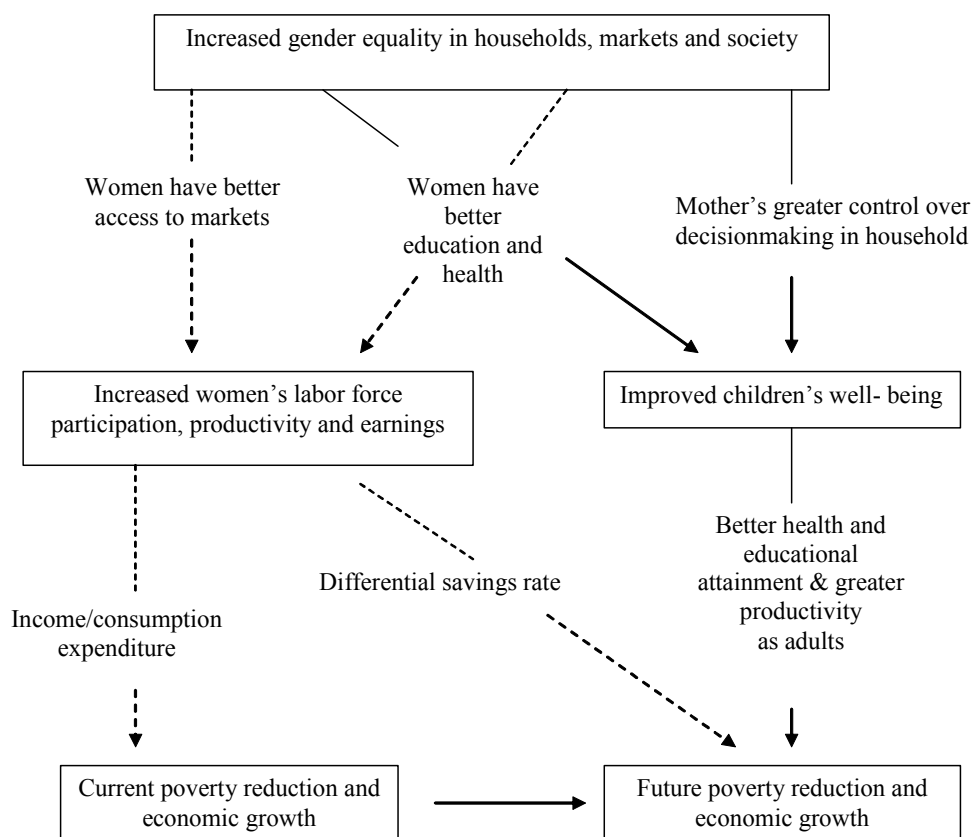 Increased gender equality in households, markets and society
Women have better
access to markets
Women have
better
education and
health
Mother’s greater control over
decisionmaking in household
Increased women’s labor force
participation, productivity and earnings
Improved children’s well- being
Better health and
educational
attainment & greater
productivity
as adults
Differential savings rate
Income/consumption
expenditure
Current poverty reduction and
economic growth
Future poverty reduction and
economic growth